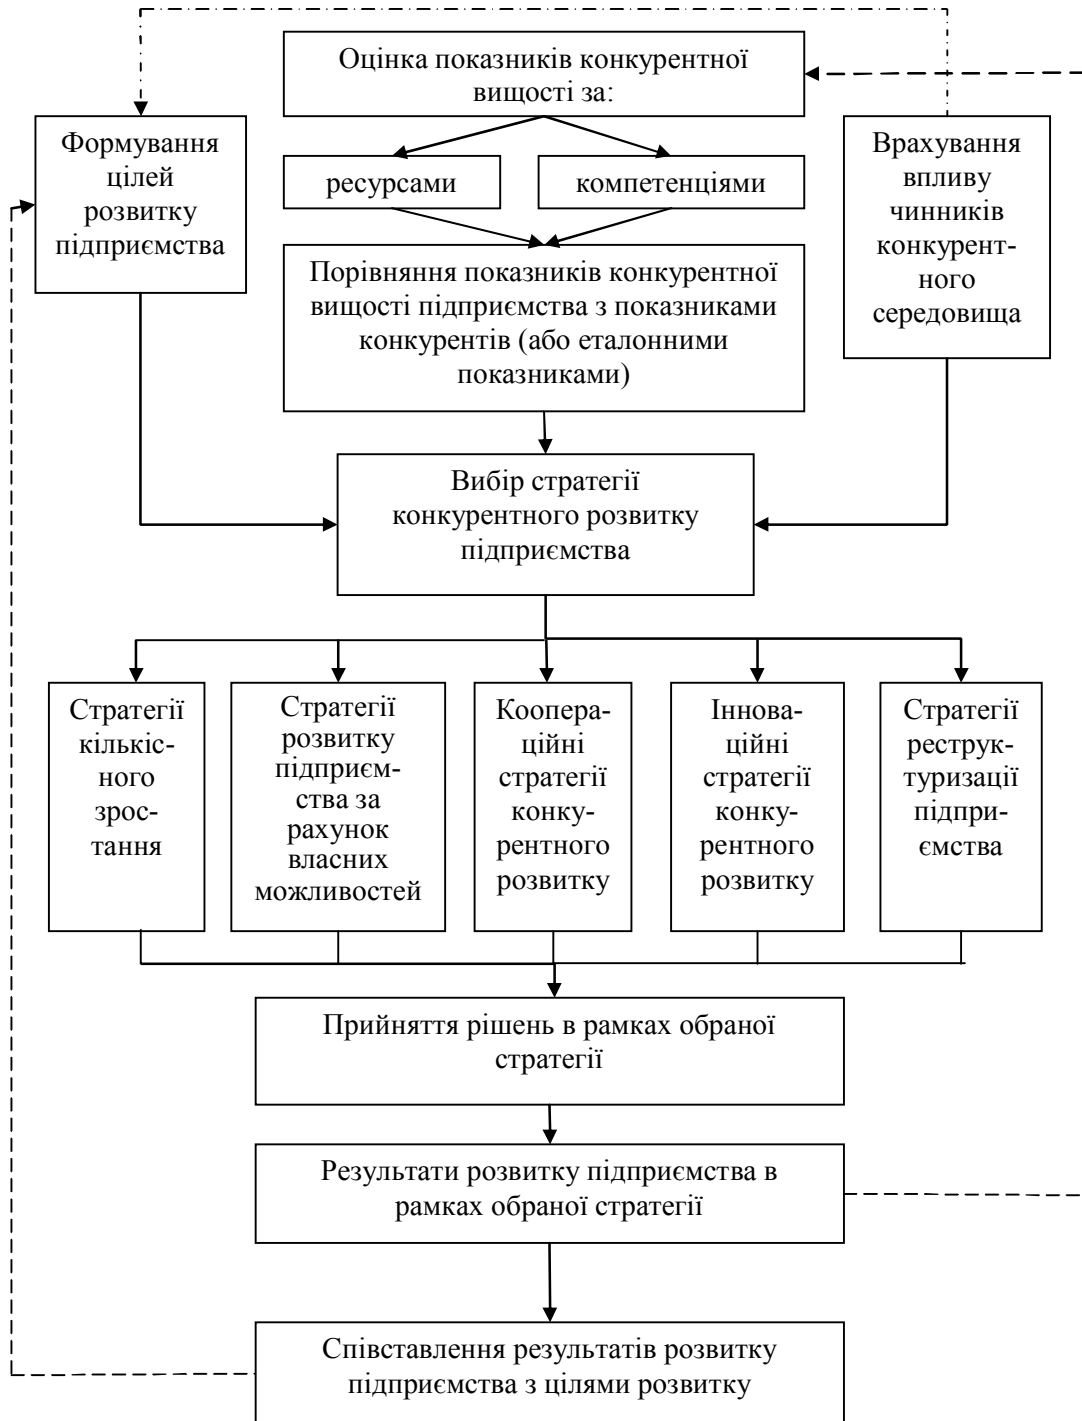 Оцінка показників конкурентної
вищості за:
Формування
цілей
розвитку
підприємства
ресурсами
компетенціями
Врахування
впливу
чинників
конкурент-
ного
середовища
Порівняння показників конкурентної
вищості підприємства з показниками
конкурентів (або еталонними
показниками)
Вибір стратегії
конкурентного розвитку
підприємства
Стратегії
кількіс-
ного
зрос-
тання
Стратегії
розвитку
підприєм-
ства за
рахунок
власних
можливостей
Коопера-
ційні
стратегії
конку-
рентного
розвитку
Іннова-
ційні
стратегії
конку-
рентного
розвитку
Стратегії
реструк-
туризації
підпри-
ємства
Прийняття рішень в рамках обраної
стратегії
Результати розвитку підприємства в
рамках обраної стратегії
Співставлення результатів розвитку
підприємства з цілями розвитку